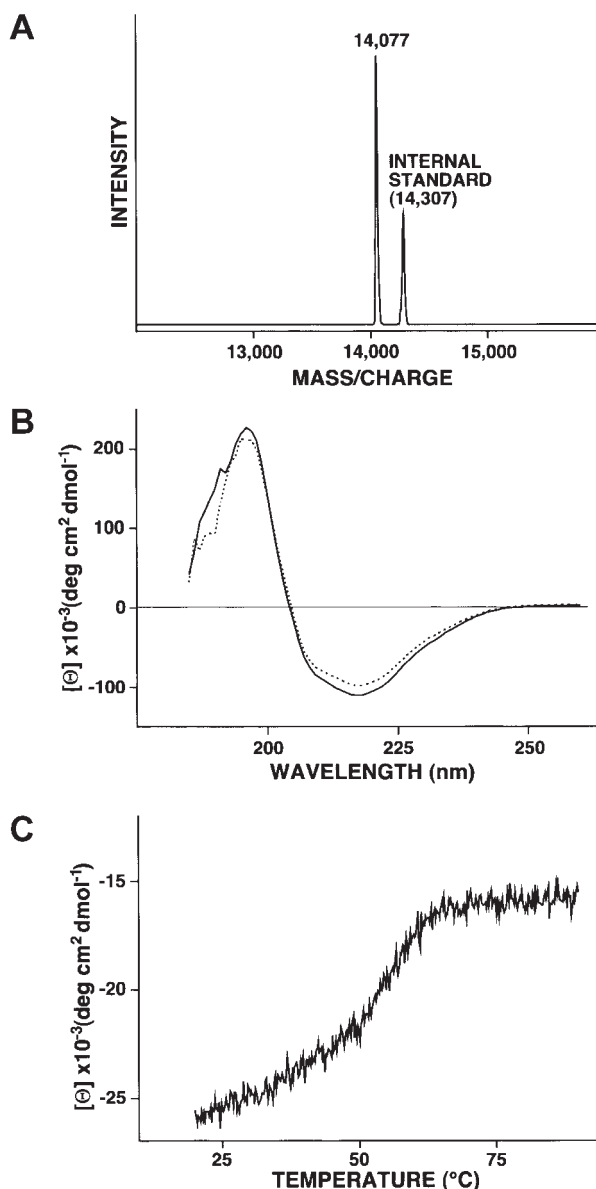 A
14,077
INTERNAL
STANDARD
(14,307)
INTENSITY
13,000 14,000 15,000
MASS/CHARGE
B
200
100
0
-100
[Θ] x10⁻³(deg cm² dmol⁻¹)
200 225 250
WAVELENGTH (nm)
C
-15
-20
-25
[Θ] x10⁻³(deg cm² dmol⁻¹)
25 50 75
TEMPERATURE (°C)